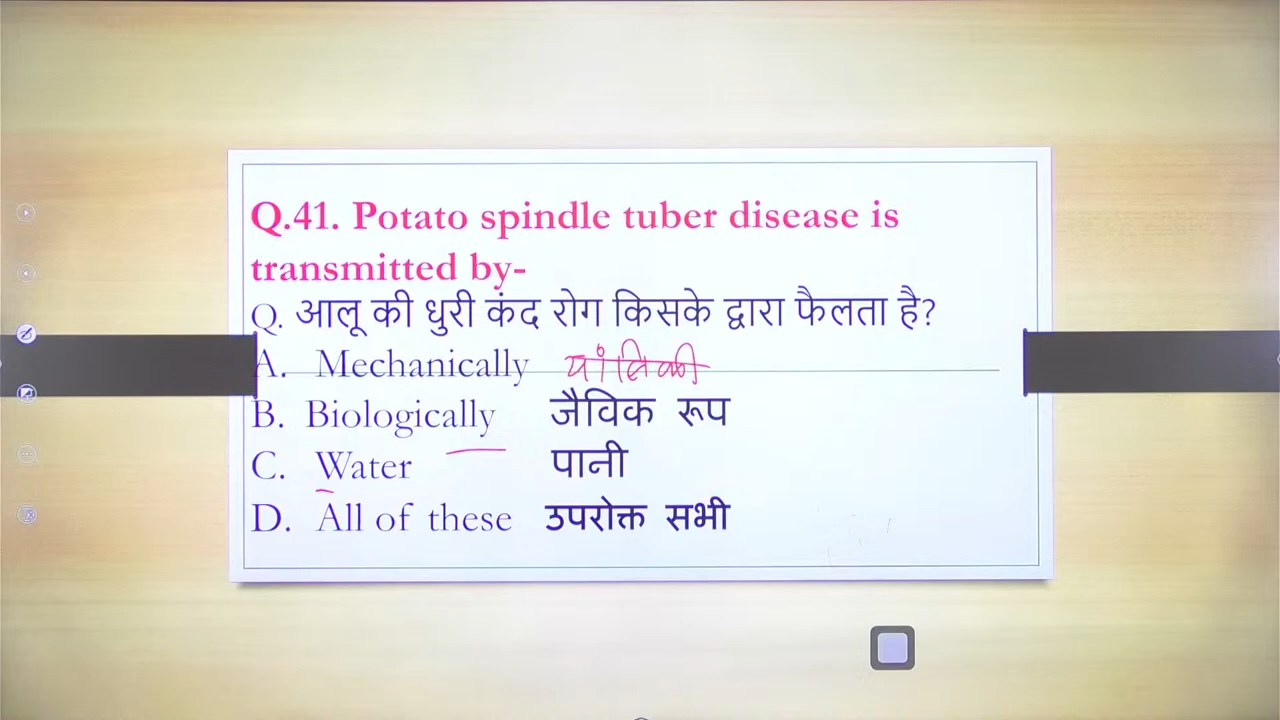 Q.41. Potato spindle tuber disease is
transmitted by-
Q. आलू की धुरी कंद रोग किसके द्वारा फैलता है?
A. Mechanically यांत्रिकी
B. Biologically जैविक रूप
C. Water पानी
D. All of these उपरोक्त सभी